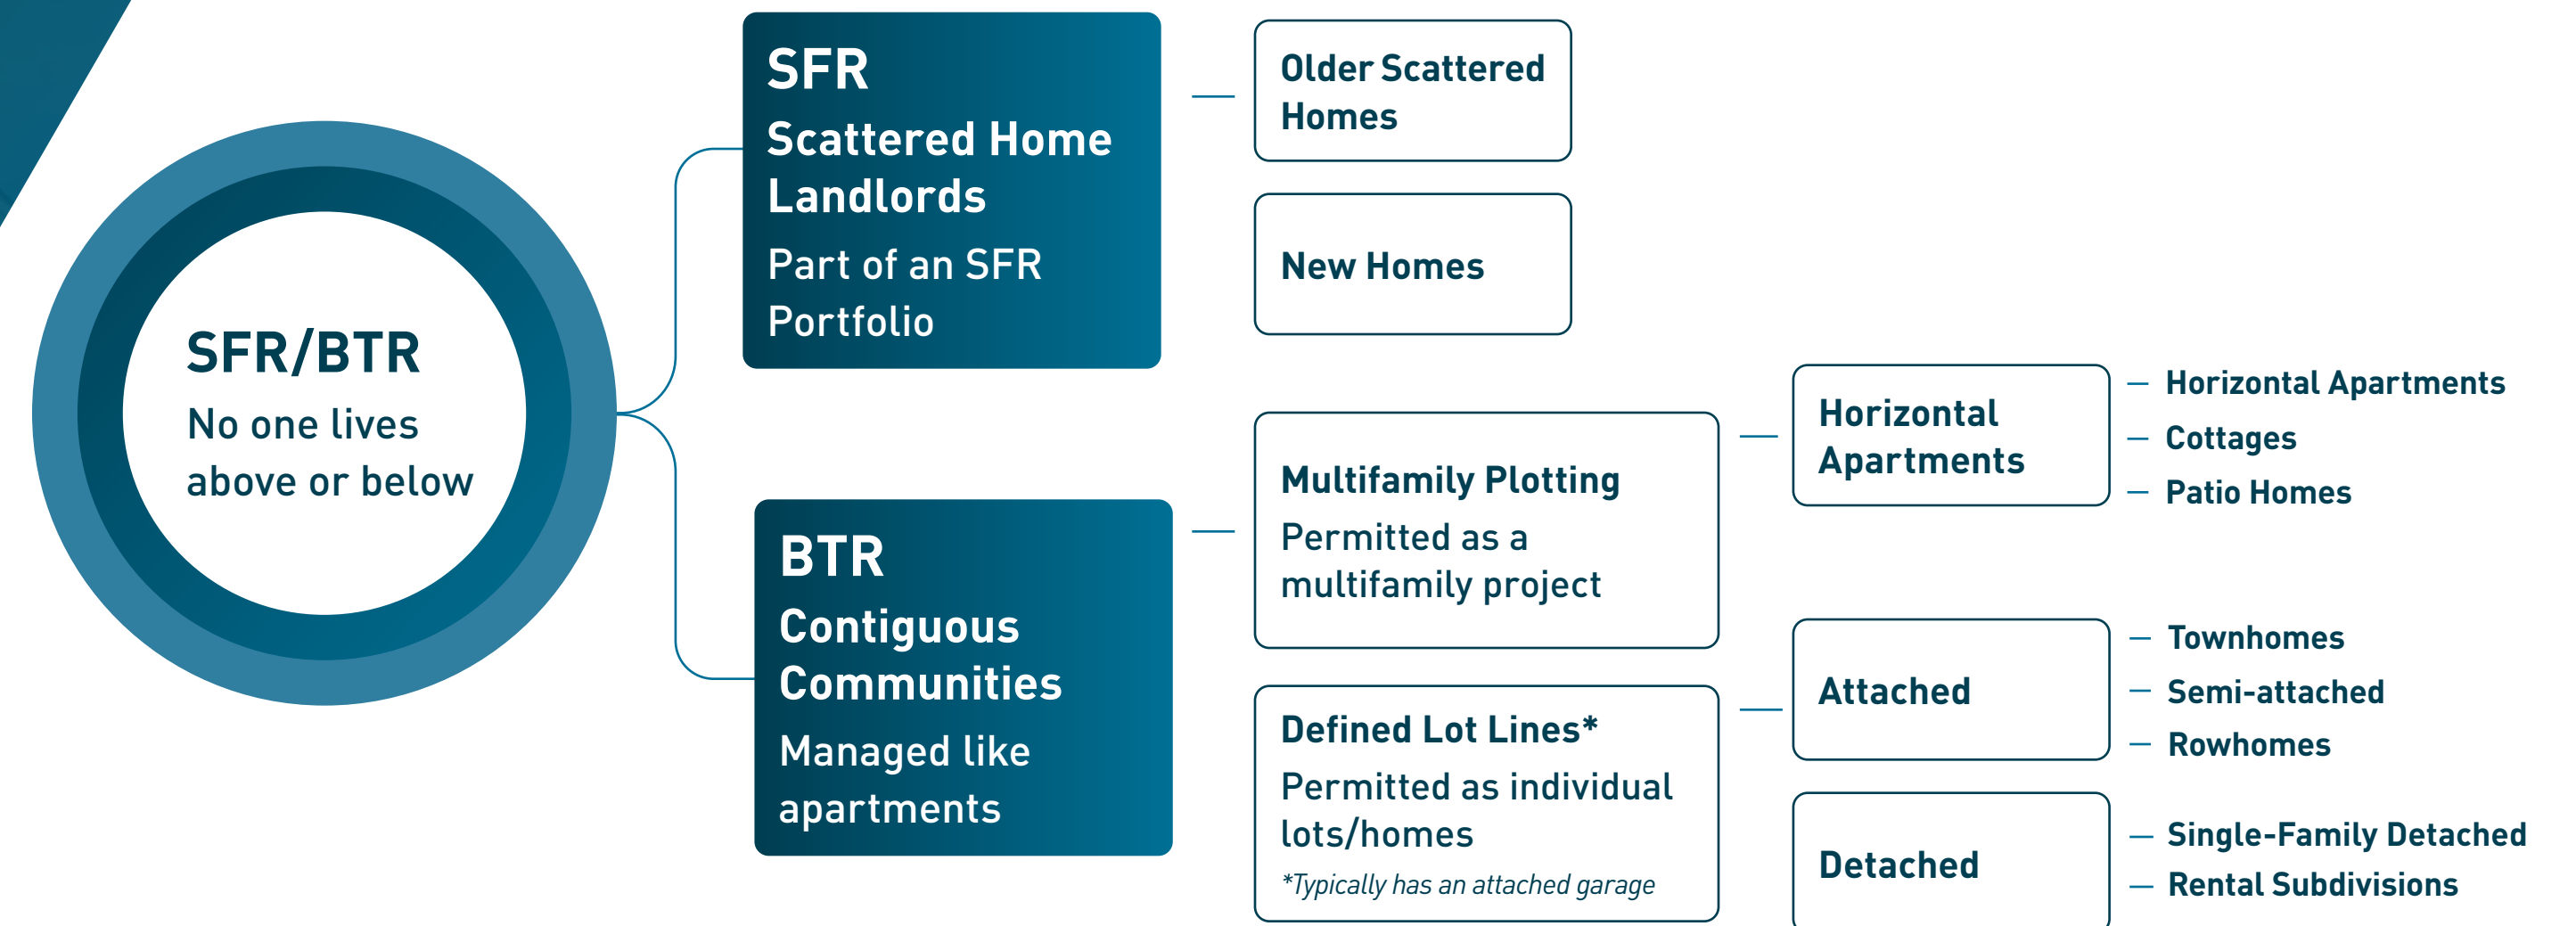 SFR/BTR
No one lives
above or below
SFR
Scattered Home
Landlords
Part of an SFR
Portfolio
Older Scattered
Homes
New Homes
BTR
Contiguous
Communities
Managed like
apartments
Multifamily Plotting
Permitted as a
multifamily project
Horizontal
Apartments
Horizontal Apartments
Cottages
Patio Homes
Defined Lot Lines*
Permitted as individual
lots/homes
*Typically has an attached garage
Attached
Townhomes
Semi-attached
Rowhomes
Detached
Single-Family Detached
Rental Subdivisions